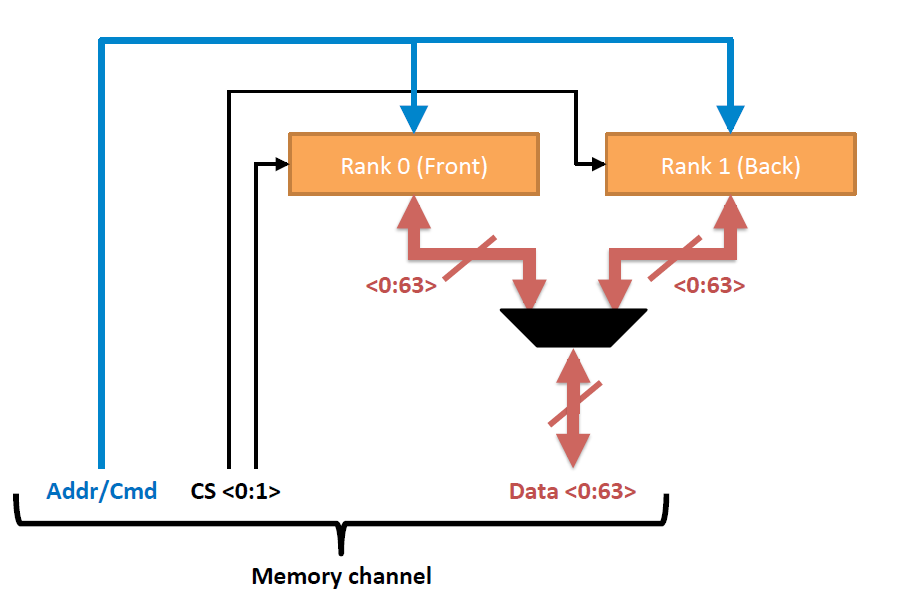 Rank 0 (Front)
Rank 1 (Back)
<0:63>
<0:63>
Addr/Cmd
CS <0:1>
Data <0:63>
Memory channel